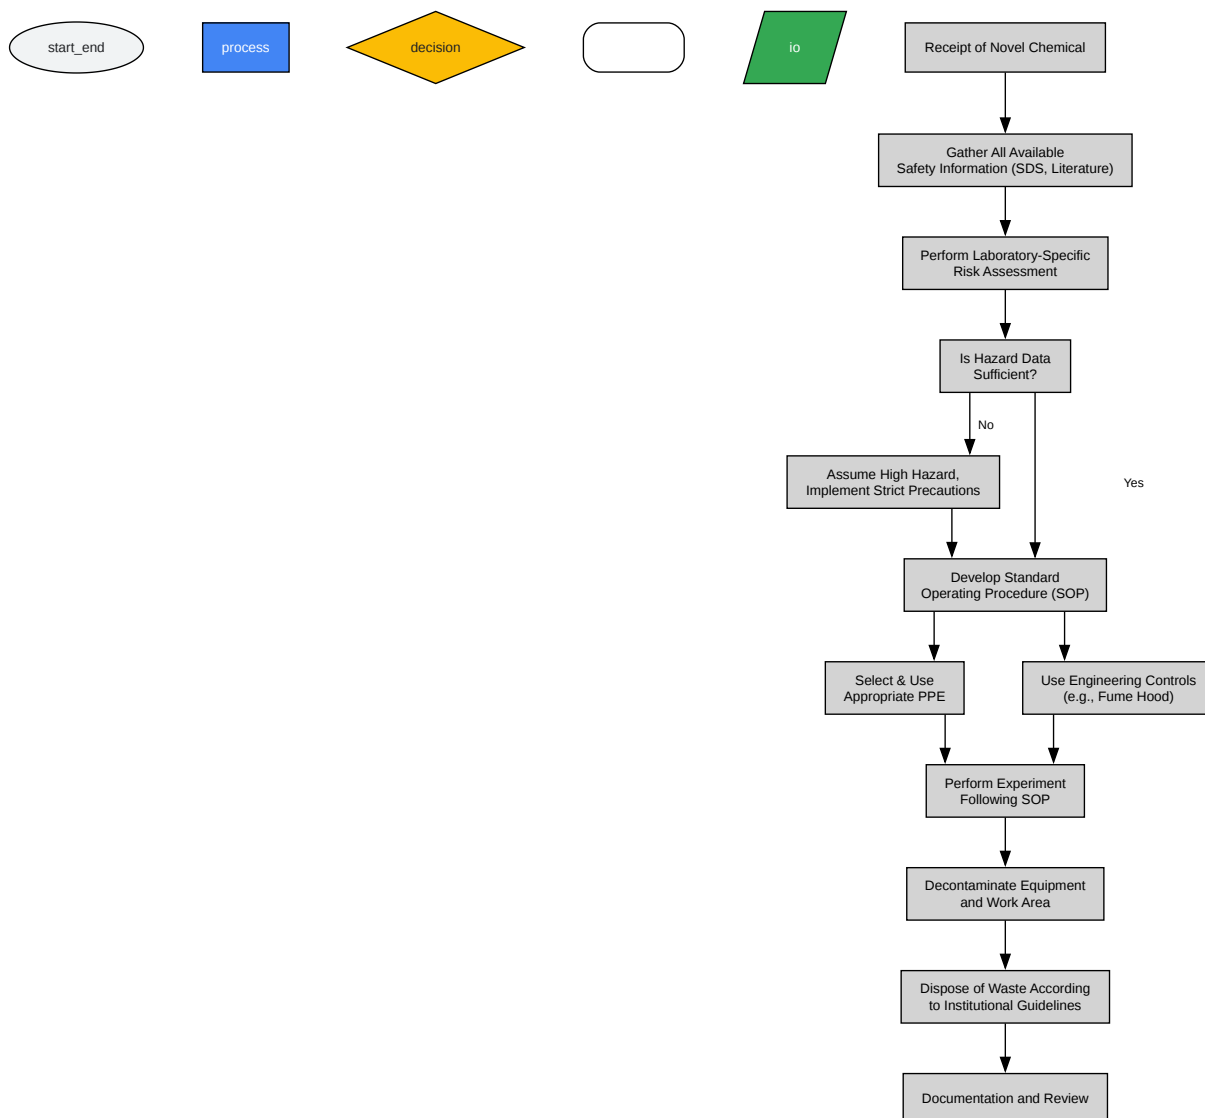 start_end
process
decision
io
Receipt of Novel Chemical
Gather All Available
Safety Information (SDS, Literature)
Perform Laboratory-Specific
Risk Assessment
Is Hazard Data
Sufficient?
No
Assume High Hazard,
Implement Strict Precautions
Yes
Develop Standard
Operating Procedure (SOP)
Select & Use
Appropriate PPE
Use Engineering Controls
(e.g., Fume Hood)
Perform Experiment
Following SOP
Decontaminate Equipment
and Work Area
Dispose of Waste According
to Institutional Guidelines
Documentation and Review